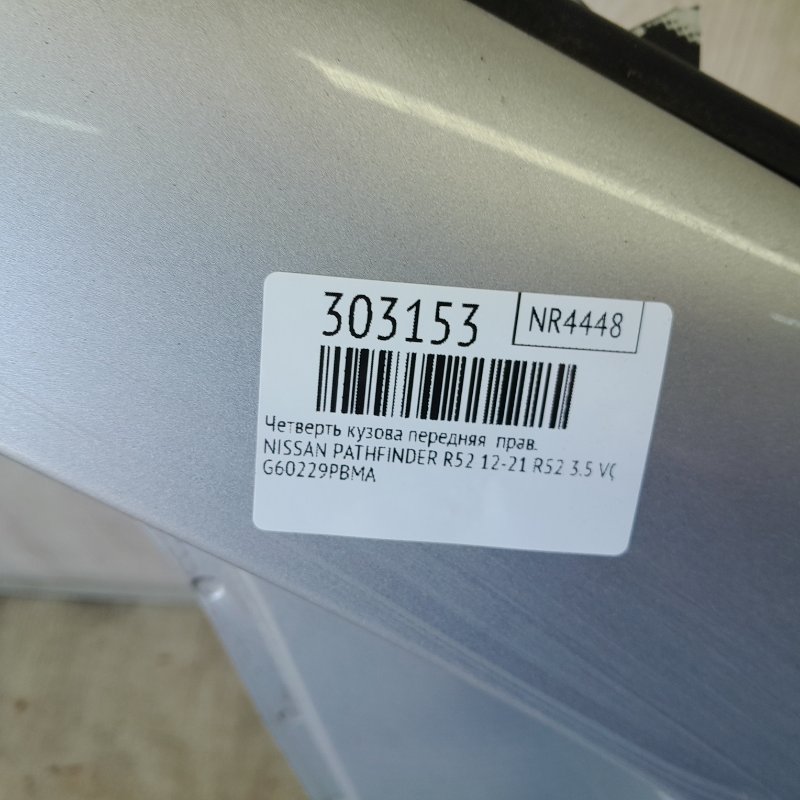 303153
NR4448
Четверть кузова передняя прав.
NISSAN PATHFINDER R52 12-21 R52 3.5
G60229PBMA